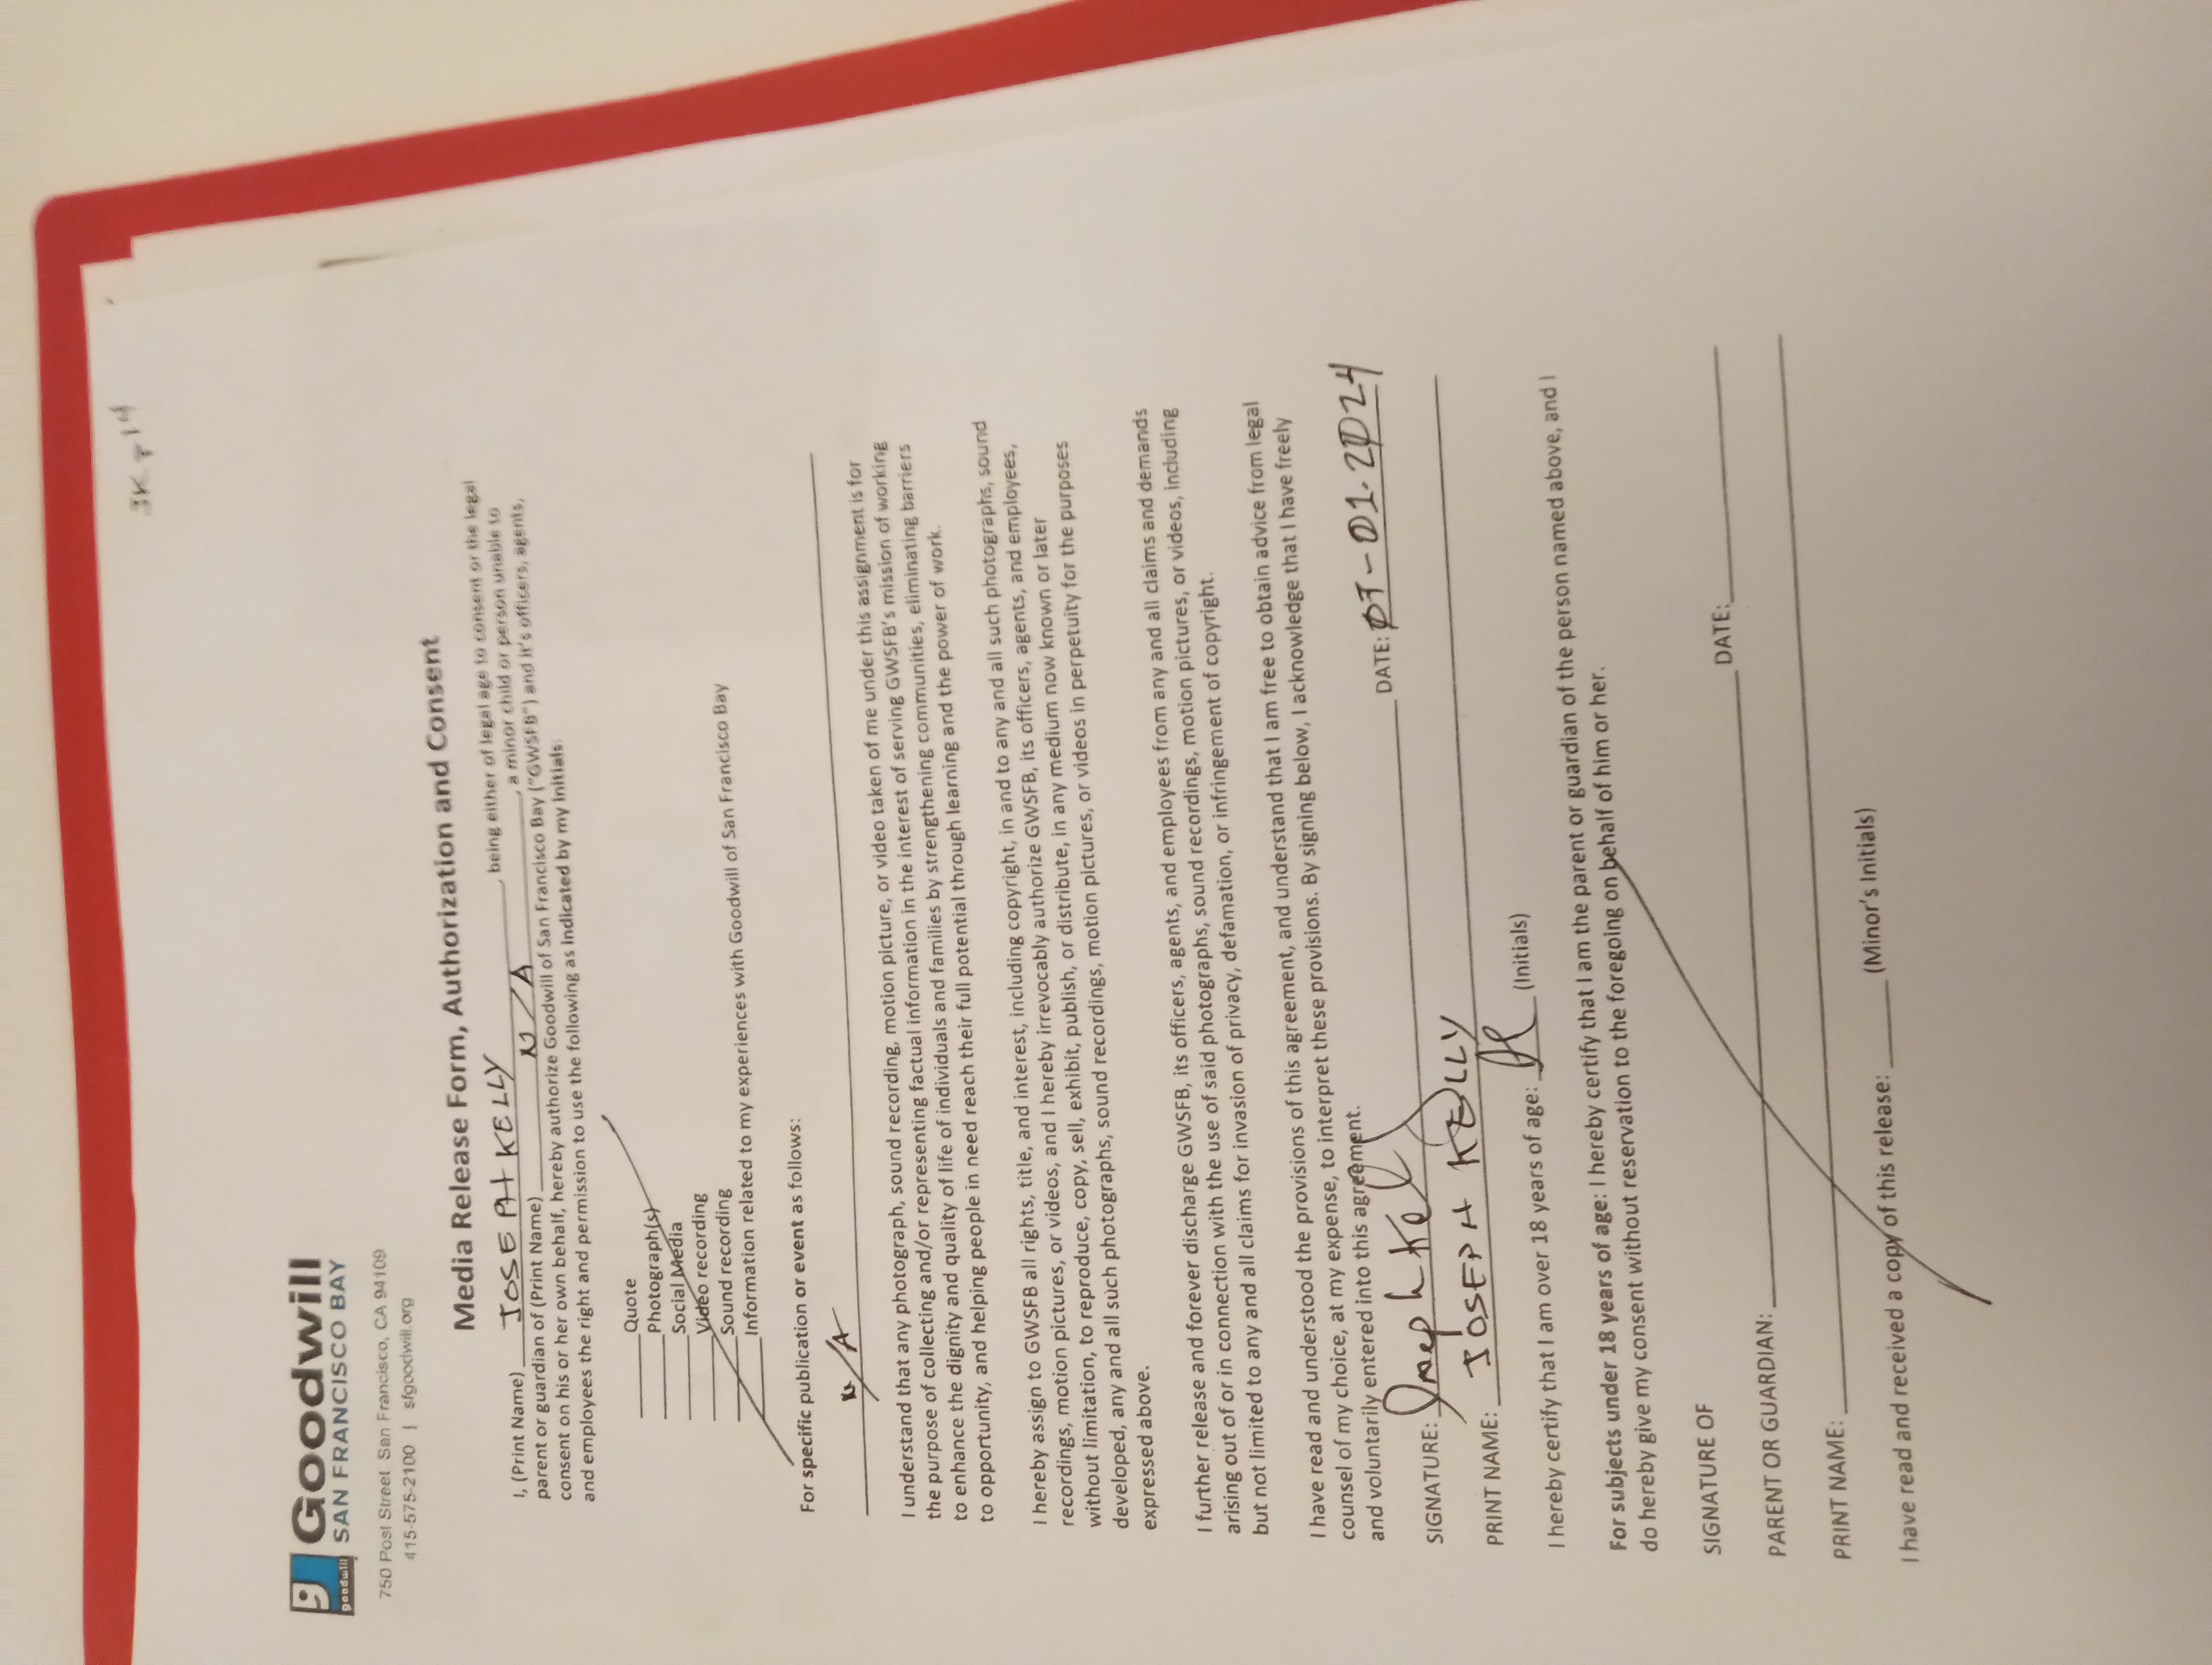 JK P14
g
goodwill
Goodwill
SAN FRANCISCO BAY
750 Post Street San Francisco, CA 94109
415-575-2100 | sfgoodwill.org
Media Release Form, Authorization and Consent
I, (Print Name) JOSEPH KELLY, being either of legal age to consent or the legal
parent or guardian of (Print Name) N/A, a minor child or person unable to
consent on his or her own behalf, hereby authorize Goodwill of San Francisco Bay ("GWSFB") and it's officers, agents,
and employees the right and permission to use the following as indicated by my initials:
Quote
Photograph(s)
Social Media
Video recording
Sound recording
Information related to my experiences with Goodwill of San Francisco Bay
For specific publication or event as follows:
N/A
I understand that any photograph, sound recording, motion picture, or video taken of me under this assignment is for
the purpose of collecting and/or representing factual information in the interest of serving GWSFB's mission of working
to enhance the dignity and quality of life of individuals and families by strengthening communities, eliminating barriers
to opportunity, and helping people in need reach their full potential through learning and the power of work.
I hereby assign to GWSFB all rights, title, and interest, including copyright, in and to any and all such photographs, sound
recordings, motion pictures, or videos, and I hereby irrevocably authorize GWSFB, its officers, agents, and employees,
without limitation, to reproduce, copy, sell, exhibit, publish, or distribute, in any medium now known or later
developed, any and all such photographs, sound recordings, motion pictures, or videos in perpetuity for the purposes
expressed above.
I further release and forever discharge GWSFB, its officers, agents, and employees from any and all claims and demands
arising out of or in connection with the use of said photographs, sound recordings, motion pictures, or videos, including
but not limited to any and all claims for invasion of privacy, defamation, or infringement of copyright.
I have read and understood the provisions of this agreement, and understand that I am free to obtain advice from legal
counsel of my choice, at my expense, to interpret these provisions. By signing below, I acknowledge that I have freely
and voluntarily entered into this agreement.
SIGNATURE: Joseph Kelly DATE: 07-01-2024
PRINT NAME: JOSEPH KELLY
I hereby certify that I am over 18 years of age: JK (Initials)
For subjects under 18 years of age: I hereby certify that I am the parent or guardian of the person named above, and I
do hereby give my consent without reservation to the foregoing on behalf of him or her.
SIGNATURE OF
PARENT OR GUARDIAN: DATE:
PRINT NAME:
I have read and received a copy of this release: (Minor's Initials)